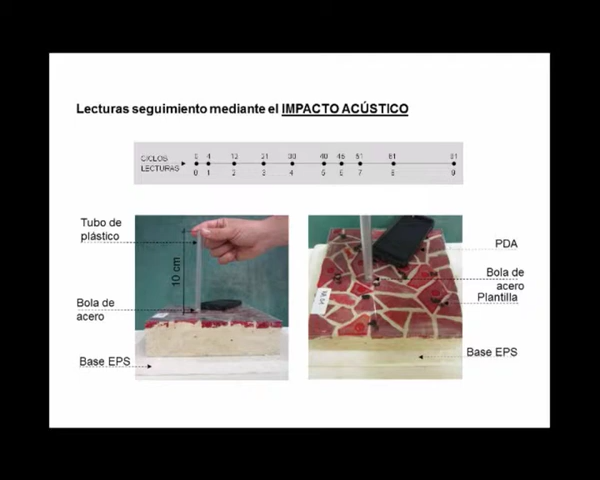 Lecturas seguimiento mediante el IMPACTO ACÚSTICO
CICLOS 0 4 12 21 30 40 46 51 61 81
LECTURAS 0 1 2 3 4 5 6 7 8 9
Tubo de
plástico
10 cm
Bola de
acero
Base EPS
PDA
Bola de
acero
Plantilla
Base EPS